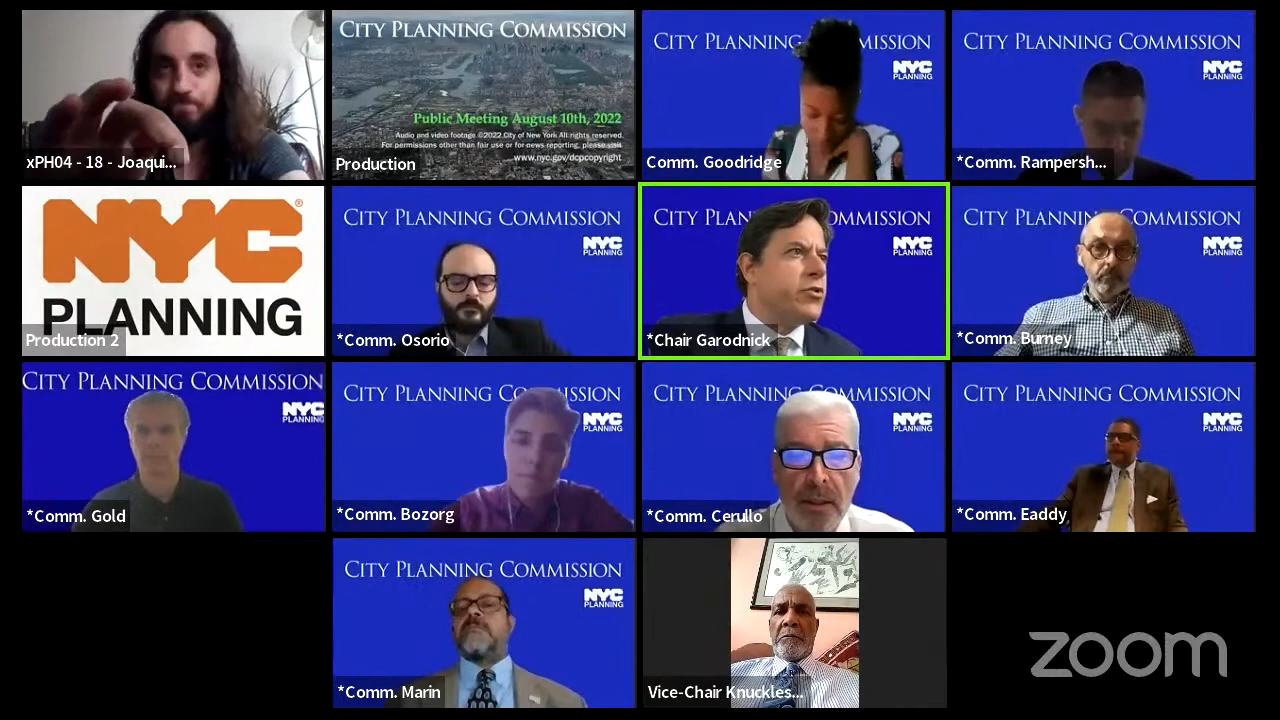 xPH04 - 18 - Joaqui...
CITY PLANNING COMMISSION
Public Meeting August 10th, 2022
Audio and video footage ©2022 City of New York All rights reserved.
For permissions other than fair use or for news reporting, please visit
www.nyc.gov/dcpcopyright
Production
CITY PLANNING MISSION
NYC
PLANNING
Comm. Goodridge
CITY PLANNING COMMISSION
NYC
PLANNING
*Comm. Rampersh...
NYC®
PLANNING
Production 2
CITY PLANNING COMMISSION
NYC
PLANNING
*Comm. Osorio
CITY PLAN OMMISSION
NYC
PLANNING
*Chair Garodnick
CITY PLANNING COMMISSION
NYC
PLANNING
*Comm. Burney
CITY PLANNING COMMISSION
NYC
PLANNING
*Comm. Gold
CITY PLANNING COMMISSION
NYC
PLANNING
*Comm. Bozorg
CITY PLANNING COMMISSION
NYC
PLANNING
*Comm. Cerullo
CITY PLANNING COMMISSION
NYC
PLANNING
*Comm. Eaddy
CITY PLANNING COMMISSION
NYC
PLANNING
*Comm. Marin
Vice-Chair Knuckles...
zoom